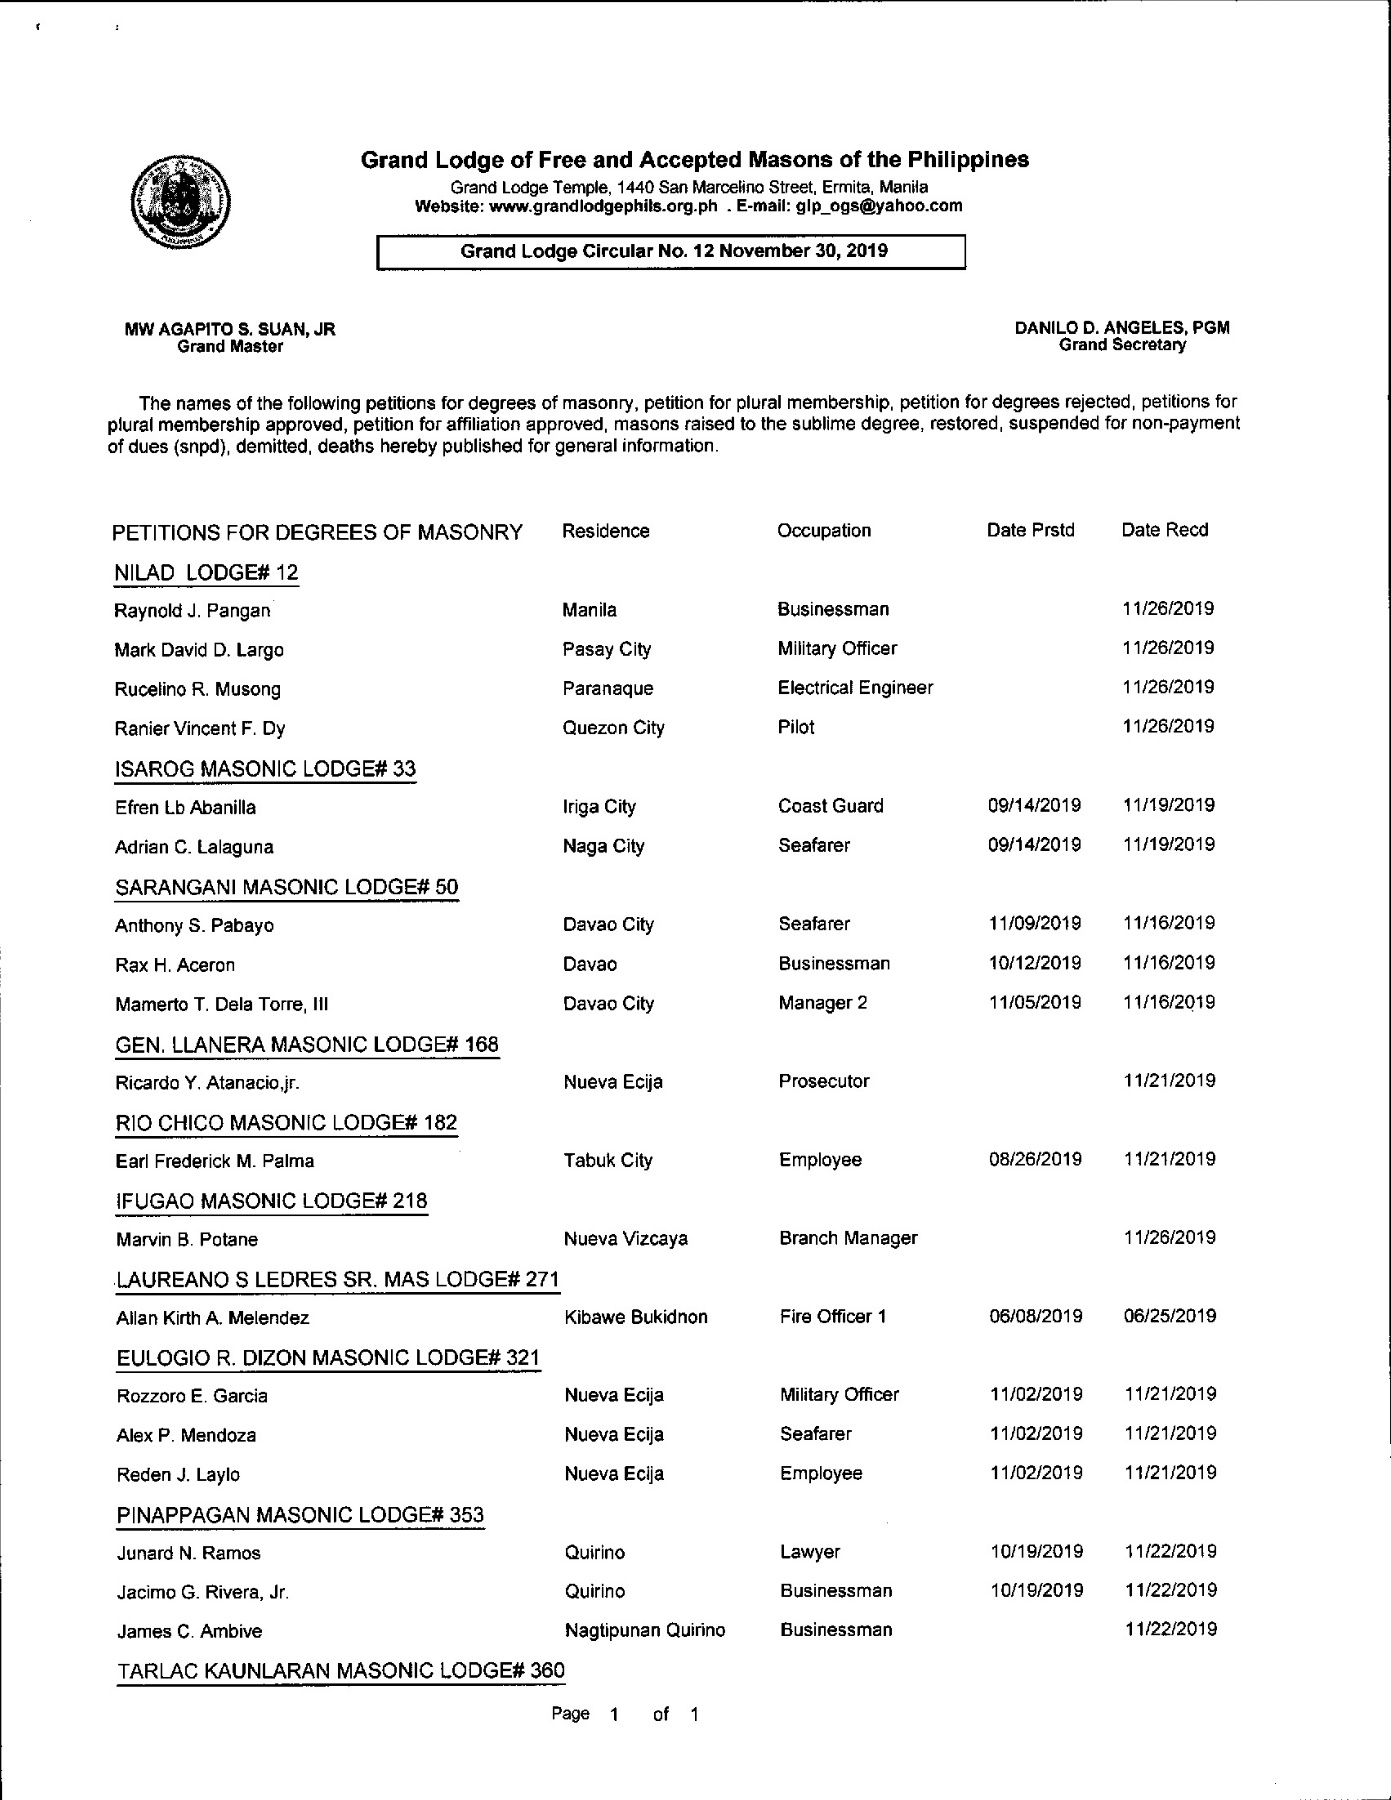 Grand Lodge of Free and Accepted Masons of the Philippines
Grand Lodge Temple, 1440 San Marcelino Street, Ermita, Manila
Website: www.grandlodgephils.org.ph . E-mail: glp_ogs@yahoo.com
Grand Lodge Circular No. 12 November 30, 2019
MW AGAPITO S. SUAN, JR DANILO D. ANGELES, PGM
Grand Master Grand Secretary
The names of the following petitions for degrees of masonry, petition for plural membership, petition for degrees rejected, petitions for
plural membership approved, petition for affiliation approved, masons raised to the sublime degree, restored, suspended for non-payment
of dues (snpd), demitted, deaths hereby published for general information.
PETITIONS FOR DEGREES OF MASONRY Residence Occupation Date Prstd Date Recd
NILAD LODGE# 12
Raynold J. Pangan Manila Businessman 11/26/2019
Mark David D. Largo Pasay City Military Officer 11/26/2019
Rucelino R. Musong Paranaque Electrical Engineer 11/26/2019
Ranier Vincent F. Dy Quezon City Pilot 11/26/2019
ISAROG MASONIC LODGE# 33
Efren Lb Abanilla Iriga City Coast Guard 09/14/2019 11/19/2019
Adrian C. Lalaguna Naga City Seafarer 09/14/2019 11/19/2019
SARANGANI MASONIC LODGE# 50
Anthony S. Pabayo Davao City Seafarer 11/09/2019 11/16/2019
Rax H. Aceron Davao Businessman 10/12/2019 11/16/2019
Mamerto T. Dela Torre, III Davao City Manager 2 11/05/2019 11/16/2019
GEN. LLANERA MASONIC LODGE# 168
Ricardo Y. Atanacio,jr. Nueva Ecija Prosecutor 11/21/2019
RIO CHICO MASONIC LODGE# 182
Earl Frederick M. Palma Tabuk City Employee 08/26/2019 11/21/2019
IFUGAO MASONIC LODGE# 218
Marvin B. Potane Nueva Vizcaya Branch Manager 11/26/2019
LAUREANO S LEDRES SR. MAS LODGE# 271
Allan Kirth A. Melendez Kibawe Bukidnon Fire Officer 1 06/08/2019 06/25/2019
EULOGIO R. DIZON MASONIC LODGE# 321
Rozzoro E. Garcia Nueva Ecija Military Officer 11/02/2019 11/21/2019
Alex P. Mendoza Nueva Ecija Seafarer 11/02/2019 11/21/2019
Reden J. Laylo Nueva Ecija Employee 11/02/2019 11/21/2019
PINAPPAGAN MASONIC LODGE# 353
Junard N. Ramos Quirino Lawyer 10/19/2019 11/22/2019
Jacimo G. Rivera, Jr. Quirino Businessman 10/19/2019 11/22/2019
James C. Ambive Nagtipunan Quirino Businessman 11/22/2019
TARLAC KAUNLARAN MASONIC LODGE# 360
Page 1 of 1